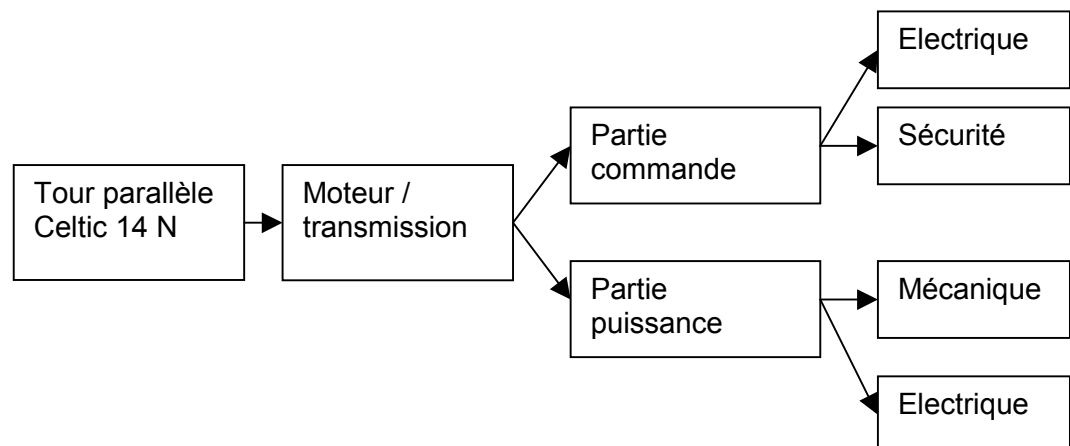 Tour parallèle
Celtic 14 N
Moteur /
transmission
Partie
commande
Partie
puissance
Electrique
Sécurité
Mécanique
Electrique